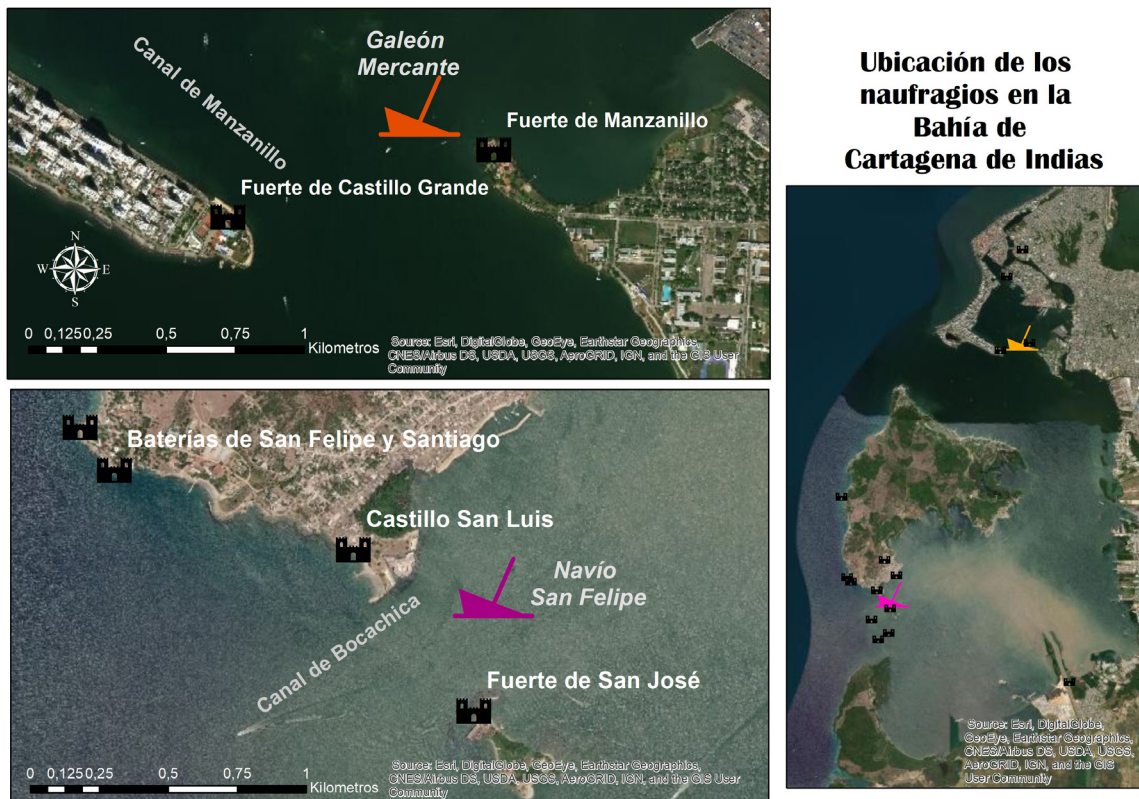 Galeón
Mercante
Canal de Manzanillo
Fuerte de Manzanillo
Fuerte de Castillo Grande
N
W E
S
0 0,125 0,25 0,5 0,75 1
Kilometros
Source: Esri, DigitalGlobe, GeoEye, Earthstar Geographics,
CNES/Airbus DS, USDA, USGS, AeroGRID, IGN, and the GIS User
Community
Baterías de San Felipe y Santiago
Castillo San Luis
Navío
San Felipe
Canal de Bocachica
Fuerte de San José
0 0,125 0,25 0,5 0,75 1
Kilometros
Source: Esri, DigitalGlobe, GeoEye, Earthstar Geographics,
CNES/Airbus DS, USDA, USGS, AeroGRID, IGN, and the GIS User
Community
Ubicación de los
naufragios en la
Bahía de
Cartagena de Indias
Source: Esri, DigitalGlobe,
GeoEye, Earthstar Geographics,
CNES/Airbus DS, USDA, USGS,
AeroGRID, IGN, and the GIS
User Community